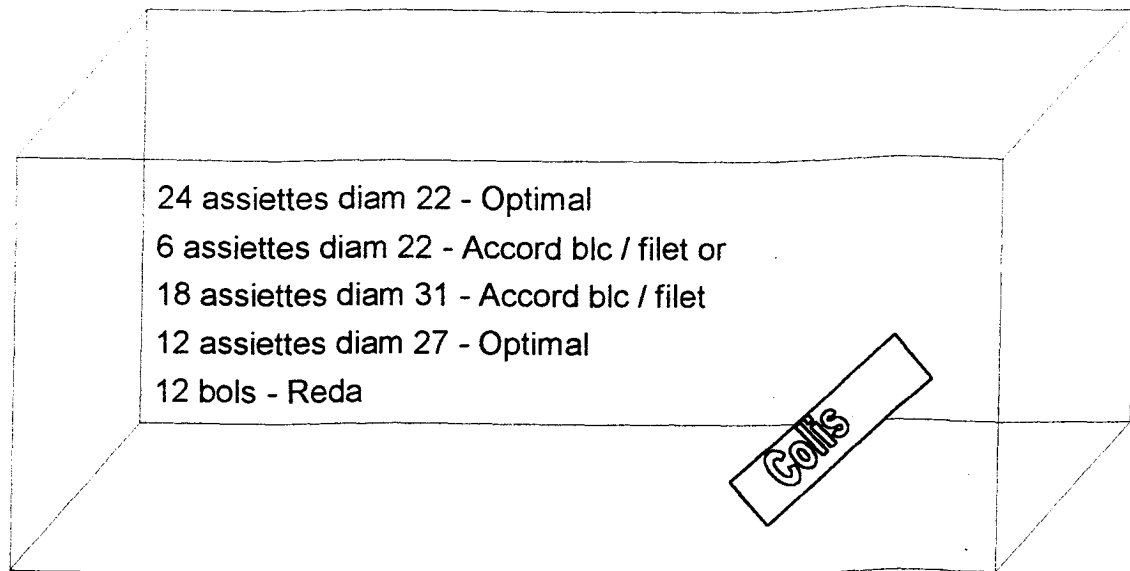 24 assiettes diam 22 - Optimal
6 assiettes diam 22 - Accord blc / filet or
18 assiettes diam 31 - Accord blc / filet
12 assiettes diam 27 - Optimal
12 bols - Reda
Colis